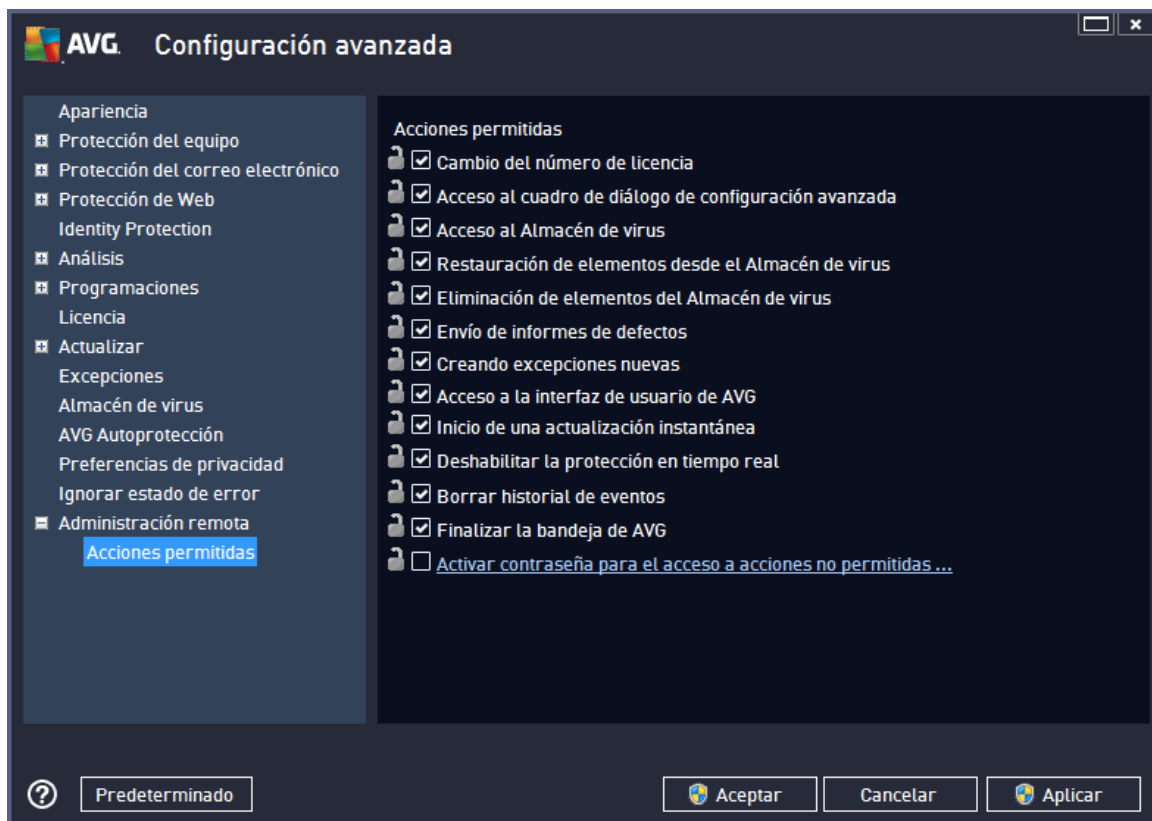 AVG. Configuración avanzada
Apariencia
Protección del equipo
Protección del correo electrónico
Protección de Web
Identity Protection
Análisis
Programaciones
Licencia
Actualizar
Excepciones
Almacén de virus
AVG Autoprotección
Preferencias de privacidad
Ignorar estado de error
Administración remota
Acciones permitidas
Acciones permitidas
Cambio del número de licencia
Acceso al cuadro de diálogo de configuración avanzada
Acceso al Almacén de virus
Restauración de elementos desde el Almacén de virus
Eliminación de elementos del Almacén de virus
Envío de informes de defectos
Creando excepciones nuevas
Acceso a la interfaz de usuario de AVG
Inicio de una actualización instantánea
Deshabilitar la protección en tiempo real
Borrar historial de eventos
Finalizar la bandeja de AVG
Activar contraseña para el acceso a acciones no permitidas ...
? Predeterminado Aceptar Cancelar Aplicar